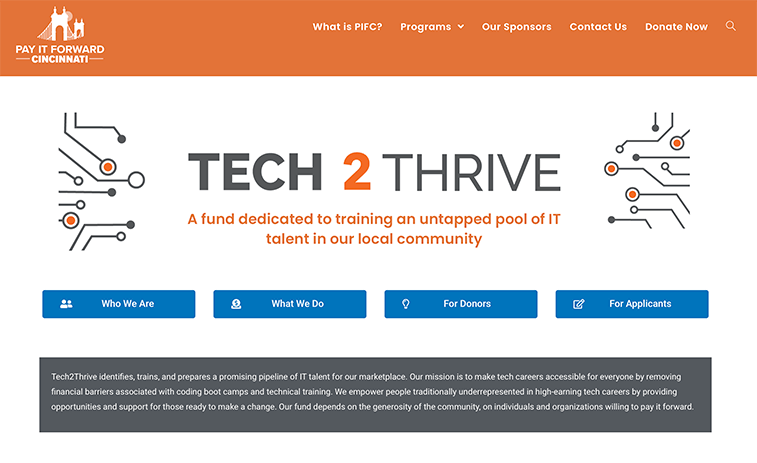 PAY IT FORWARD
CINCINNATI
What is PIFC? Programs Our Sponsors Contact Us Donate Now
TECH 2 THRIVE
A fund dedicated to training an untapped pool of IT
talent in our local community
Who We Are What We Do For Donors For Applicants
Tech2Thrive identifies, trains, and prepares a promising pipeline of IT talent for our marketplace. Our mission is to make tech careers accessible for everyone by removing
financial barriers associated with coding boot camps and technical training. We empower people traditionally underrepresented in high-earning tech careers by providing
opportunities and support for those ready to make a change. Our fund depends on the generosity of the community, on individuals and organizations willing to pay it forward.